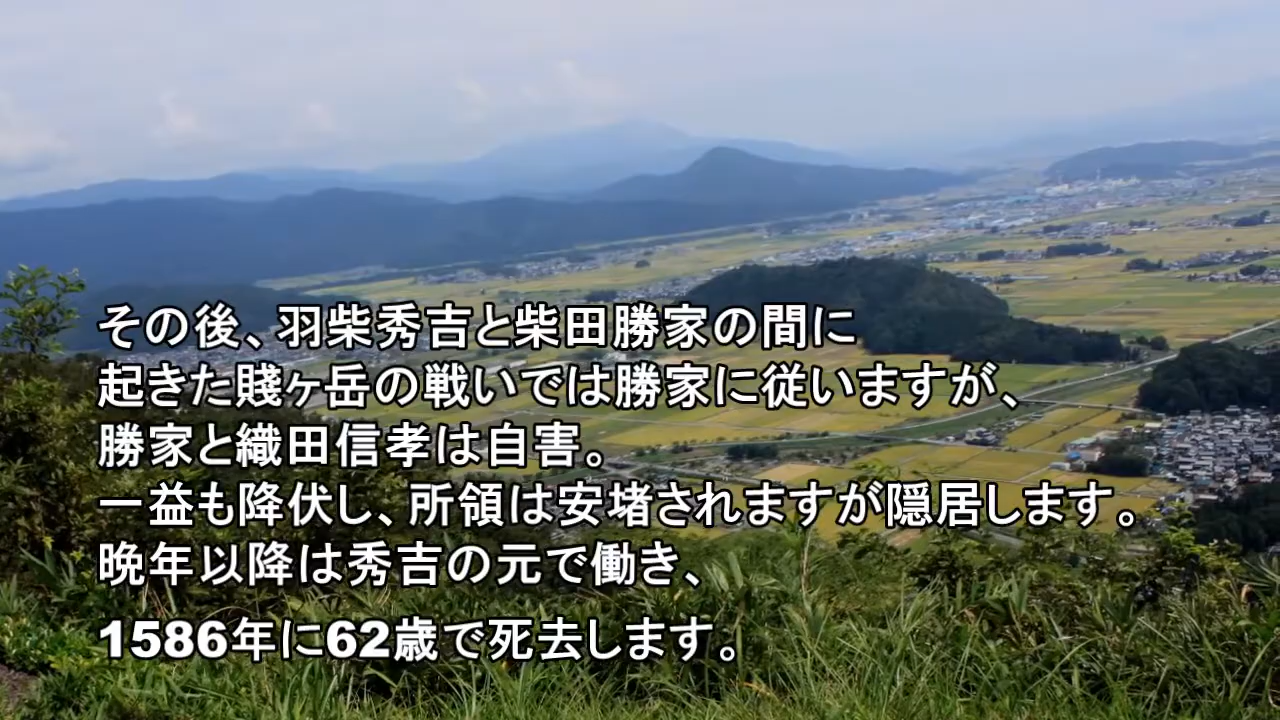 その後、羽柴秀吉と柴田勝家の間に
起きた賤ヶ岳の戦いでは勝家に従いますが、
勝家と織田信孝は自害。
一益も降伏し、所領は安堵されますが隠居します。
晩年以降は秀吉の元で働き、
1586年に62歳で死去します。